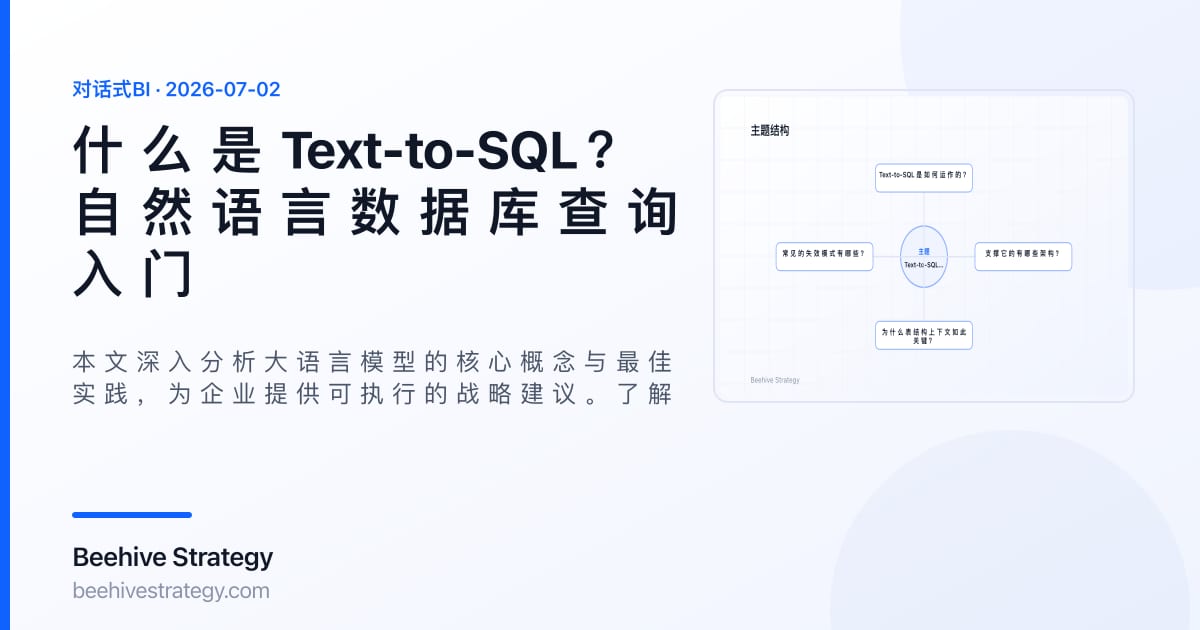 对话式BI · 2026-07-02
什么是 Text-to-SQL？
自然语言数据库查询
入门
本文深入分析大语言模型的核心概念与最佳
实践，为企业提供可执行的战略建议。了解
Beehive Strategy
beehivestrategy.com
主题结构
Text-to-SQL 是如何运作的？
常见的失效模式有哪些？
主题
Text-to-SQL...
支撑它的有哪些架构？
为什么表结构上下文如此
关键？
Beehive Strategy